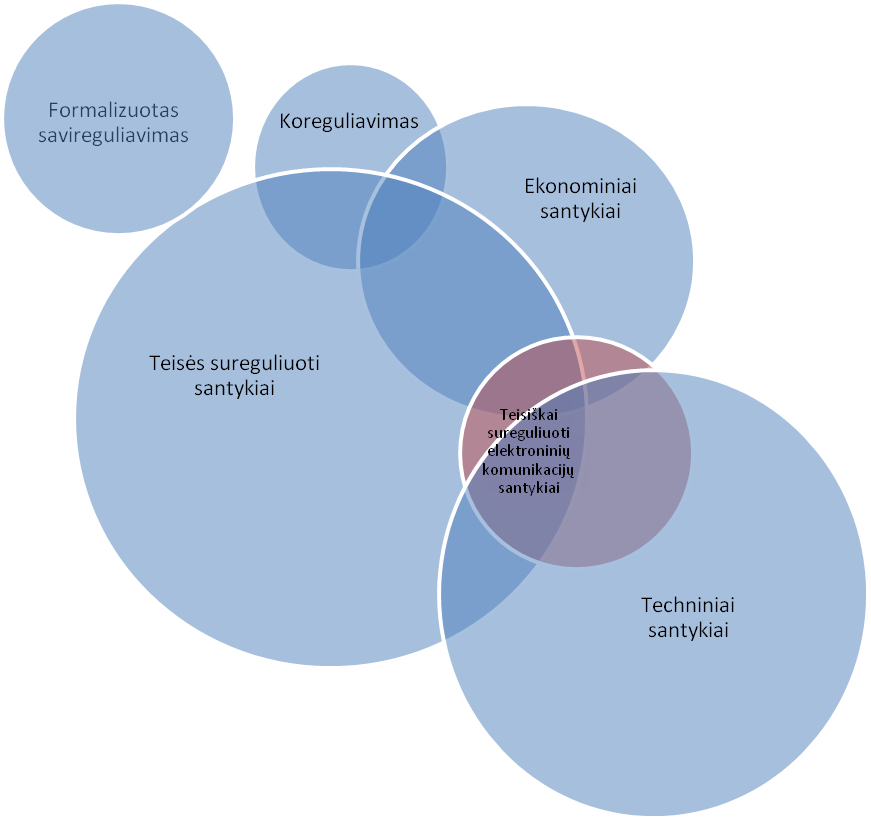 Formalizuotas
savireguliavimas
Koreguliavimas
Ekonominiai
santykiai
Teisės sureguliuoti
santykiai
Teisiškai
sureguliuoti
elektroninių
komunikacijų
santykiai
Techniniai
santykiai